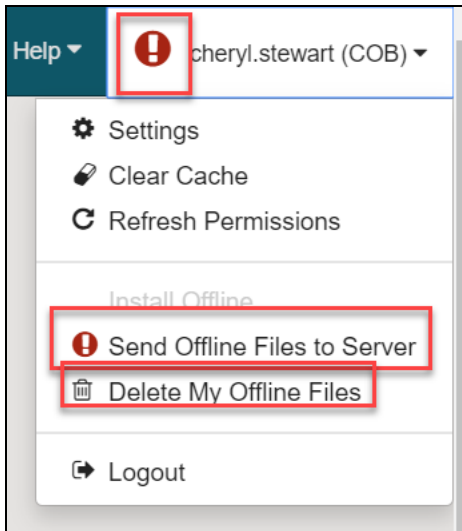 Help
cheryl.stewart (COB)
Settings
Clear Cache
Refresh Permissions
Install Offline
Send Offline Files to Server
Delete My Offline Files
Logout